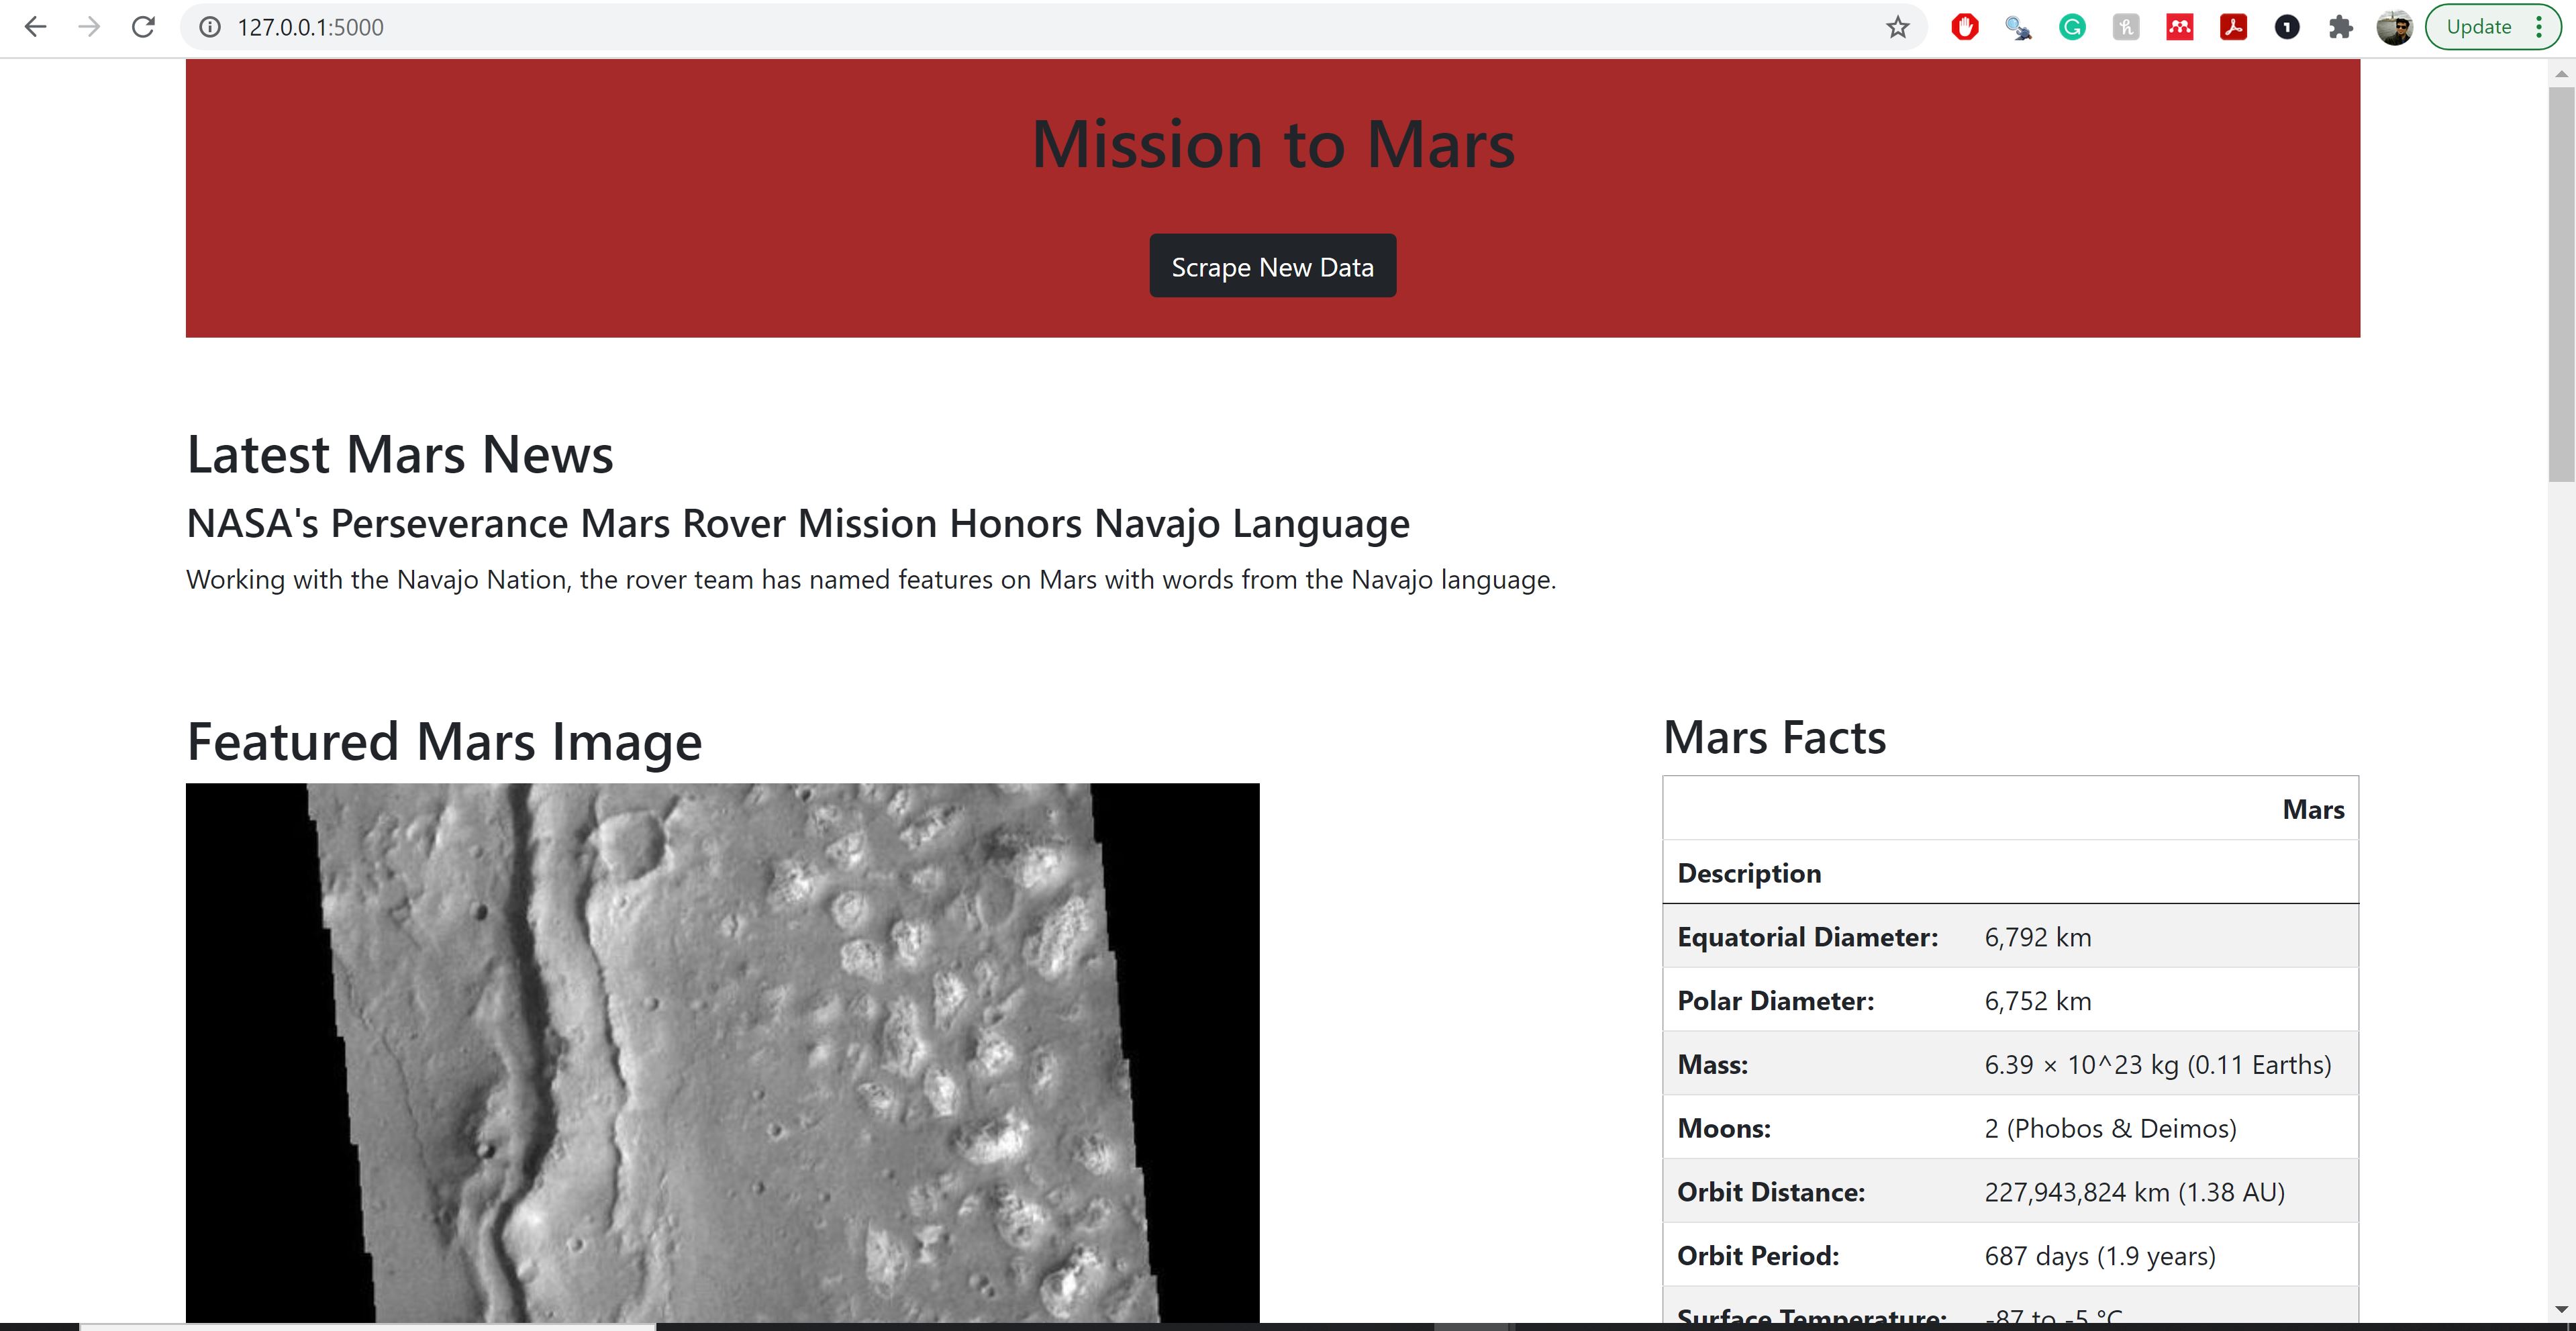 127.0.0.1:5000
Update
Mission to Mars
Scrape New Data
Latest Mars News
NASA's Perseverance Mars Rover Mission Honors Navajo Language
Working with the Navajo Nation, the rover team has named features on Mars with words from the Navajo language.
Featured Mars Image
Mars Facts
Mars
Description
Equatorial Diameter: 6,792 km
Polar Diameter: 6,752 km
Mass: 6.39 × 10^23 kg (0.11 Earths)
Moons: 2 (Phobos & Deimos)
Orbit Distance: 227,943,824 km (1.38 AU)
Orbit Period: 687 days (1.9 years)
Surface Temperature: -87 to -5 °C